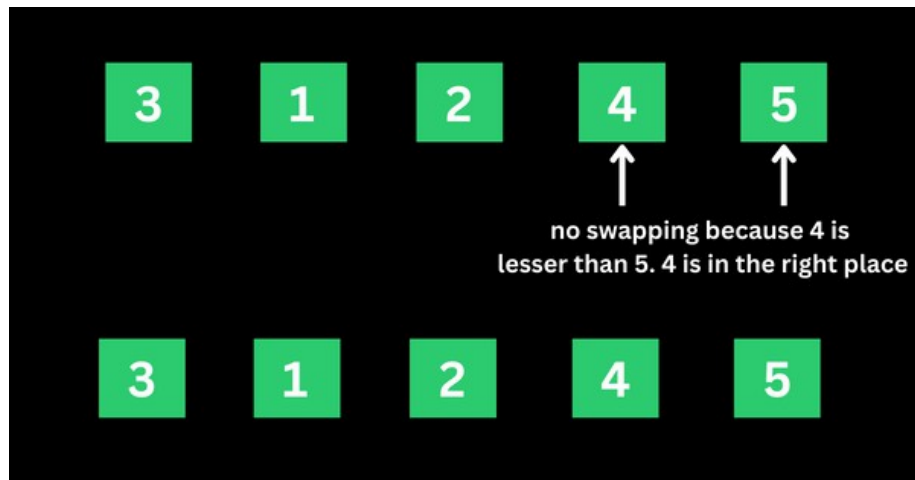 3 1 2 4 5
no swapping because 4 is
lesser than 5. 4 is in the right place
3 1 2 4 5